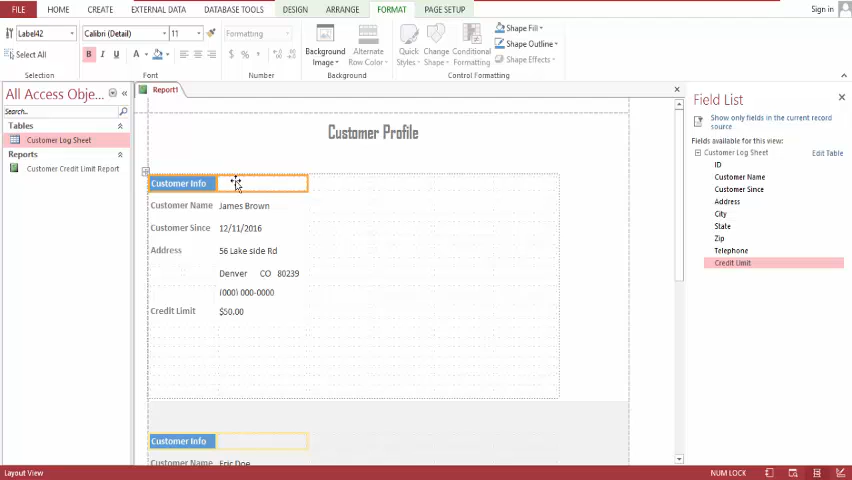 FILE HOME CREATE EXTERNAL DATA DATABASE TOOLS DESIGN ARRANGE FORMAT PAGE SETUP Sign in
Label42 Calibri (Detail) 11 Formatting
Select All B I U A $ % ,
Selection Font Number
Background Image Alternate Row Color
Background
Quick Styles Change Shape Conditional Formatting
Shape Fill
Shape Outline
Shape Effects
Control Formatting
All Access Obje...
Search..
Tables
Customer Log Sheet
Reports
Customer Credit Limit Report
Report1
Customer Profile
Customer Info
Customer Name James Brown
Customer Since 12/11/2016
Address 56 Lake side Rd
Denver CO 80239
(000) 000-0000
Credit Limit $50.00
Customer Info
Customer Name Eric Doe
Field List
Show only fields in the current record source
Fields available for this view:
Customer Log Sheet Edit Table
ID
Customer Name
Customer Since
Address
City
State
Zip
Telephone
Credit Limit
Layout View NUM LOCK